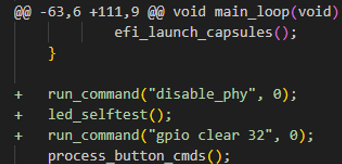 @@ -63,6 +111,9 @@ void main_loop(void)
efi_launch_capsules();
}
+ run_command("disable_phy", 0);
+ led_selftest();
+ run_command("gpio clear 32", 0);
process_button_cmds();